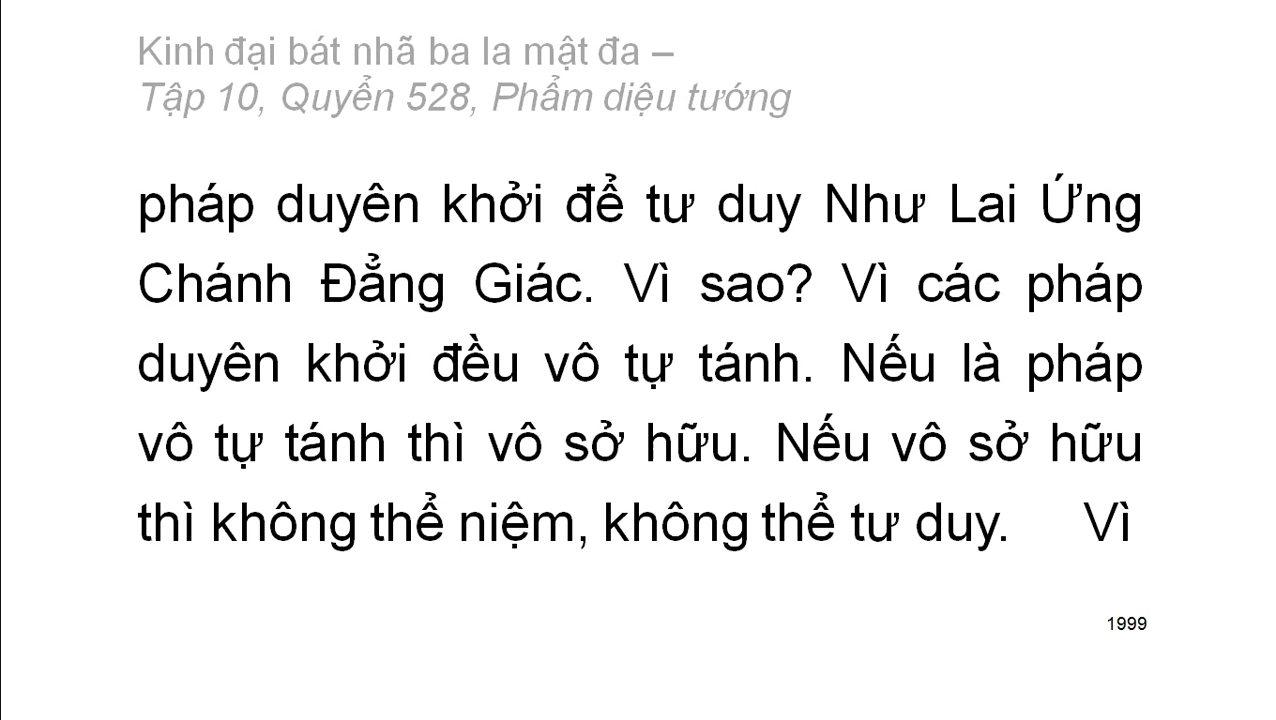 Kinh đại bát nhã ba la mật đa –
Tập 10, Quyển 528, Phẩm diệu tướng
pháp duyên khởi để tư duy Như Lai Ứng
Chánh Đẳng Giác. Vì sao? Vì các pháp
duyên khởi đều vô tự tánh. Nếu là pháp
vô tự tánh thì vô sở hữu. Nếu vô sở hữu
thì không thể niệm, không thể tư duy. Vì
1999